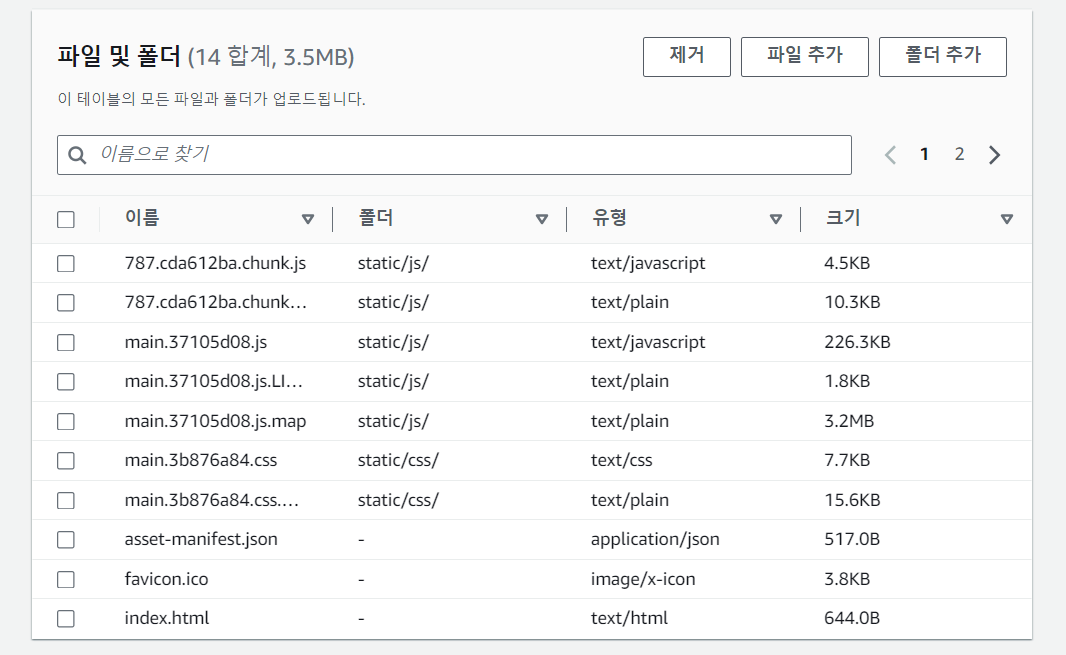 파일 및 폴더 (14 합계, 3.5MB)
제거 파일 추가 폴더 추가
이 테이블의 모든 파일과 폴더가 업로드됩니다.
이름으로 찾기
1 2
이름 폴더 유형 크기
787.cda612ba.chunk.js static/js/ text/javascript 4.5KB
787.cda612ba.chunk... static/js/ text/plain 10.3KB
main.37105d08.js static/js/ text/javascript 226.3KB
main.37105d08.js.LI... static/js/ text/plain 1.8KB
main.37105d08.js.map static/js/ text/plain 3.2MB
main.3b876a84.css static/css/ text/css 7.7KB
main.3b876a84.css.... static/css/ text/plain 15.6KB
asset-manifest.json - application/json 517.0B
favicon.ico - image/x-icon 3.8KB
index.html - text/html 644.0B